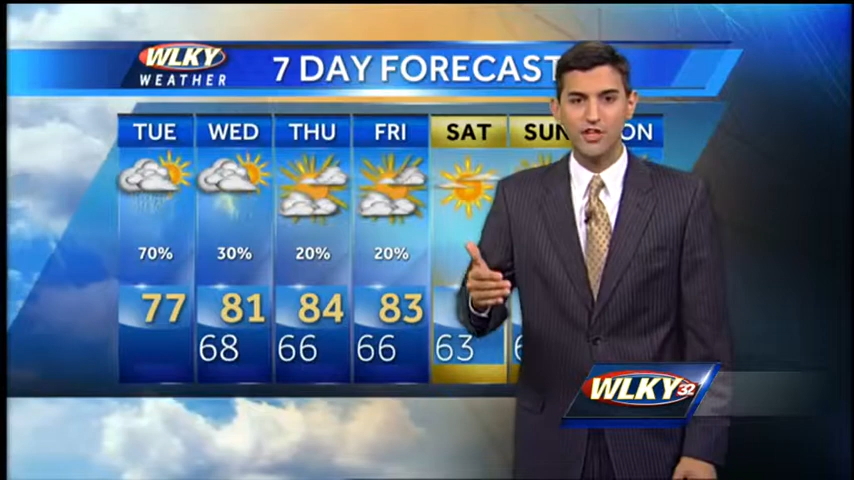 WLKY
WEATHER
7 DAY FORECAST
TUE WED THU FRI SAT SUN
70% 30% 20% 20%
77 81 84 83
68 66 66 63
WLKY 32